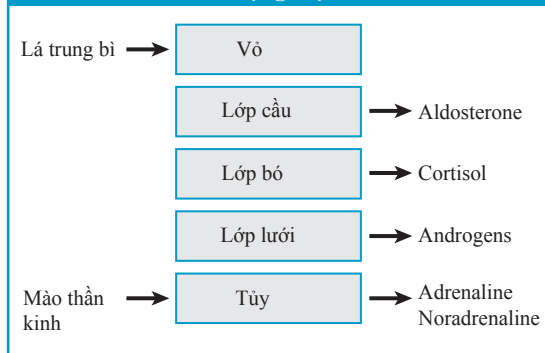 Lá trung bì
Vỏ
Lớp cầu
Aldosterone
Lớp bó
Cortisol
Lớp lưới
Androgens
Mào thần
kinh
Tủy
Adrenaline
Noradrenaline